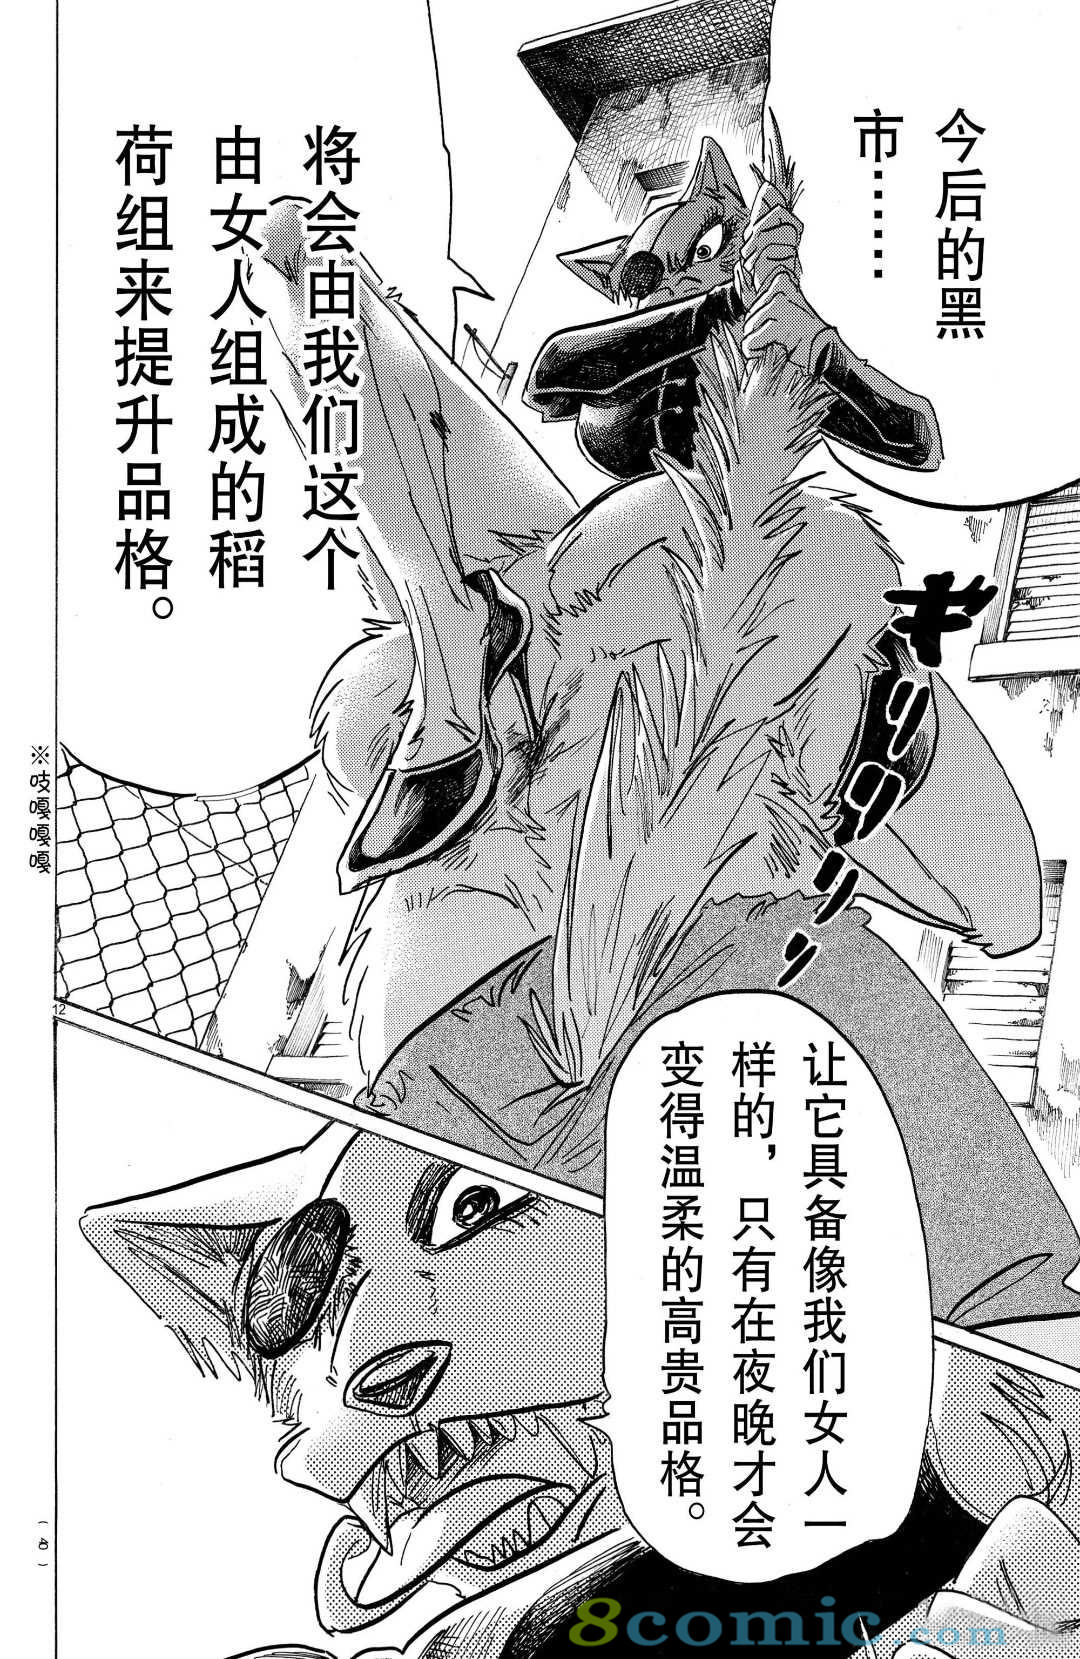 今后的黑
市……
将会由我们这个
由女人组成的稻
荷组来提升品格。
ギリリリ
※吱嘎嘎嘎
12
让它具备像我们女人一
样的，只有在夜晚才会
变得温柔的高贵品格。
8comic.com